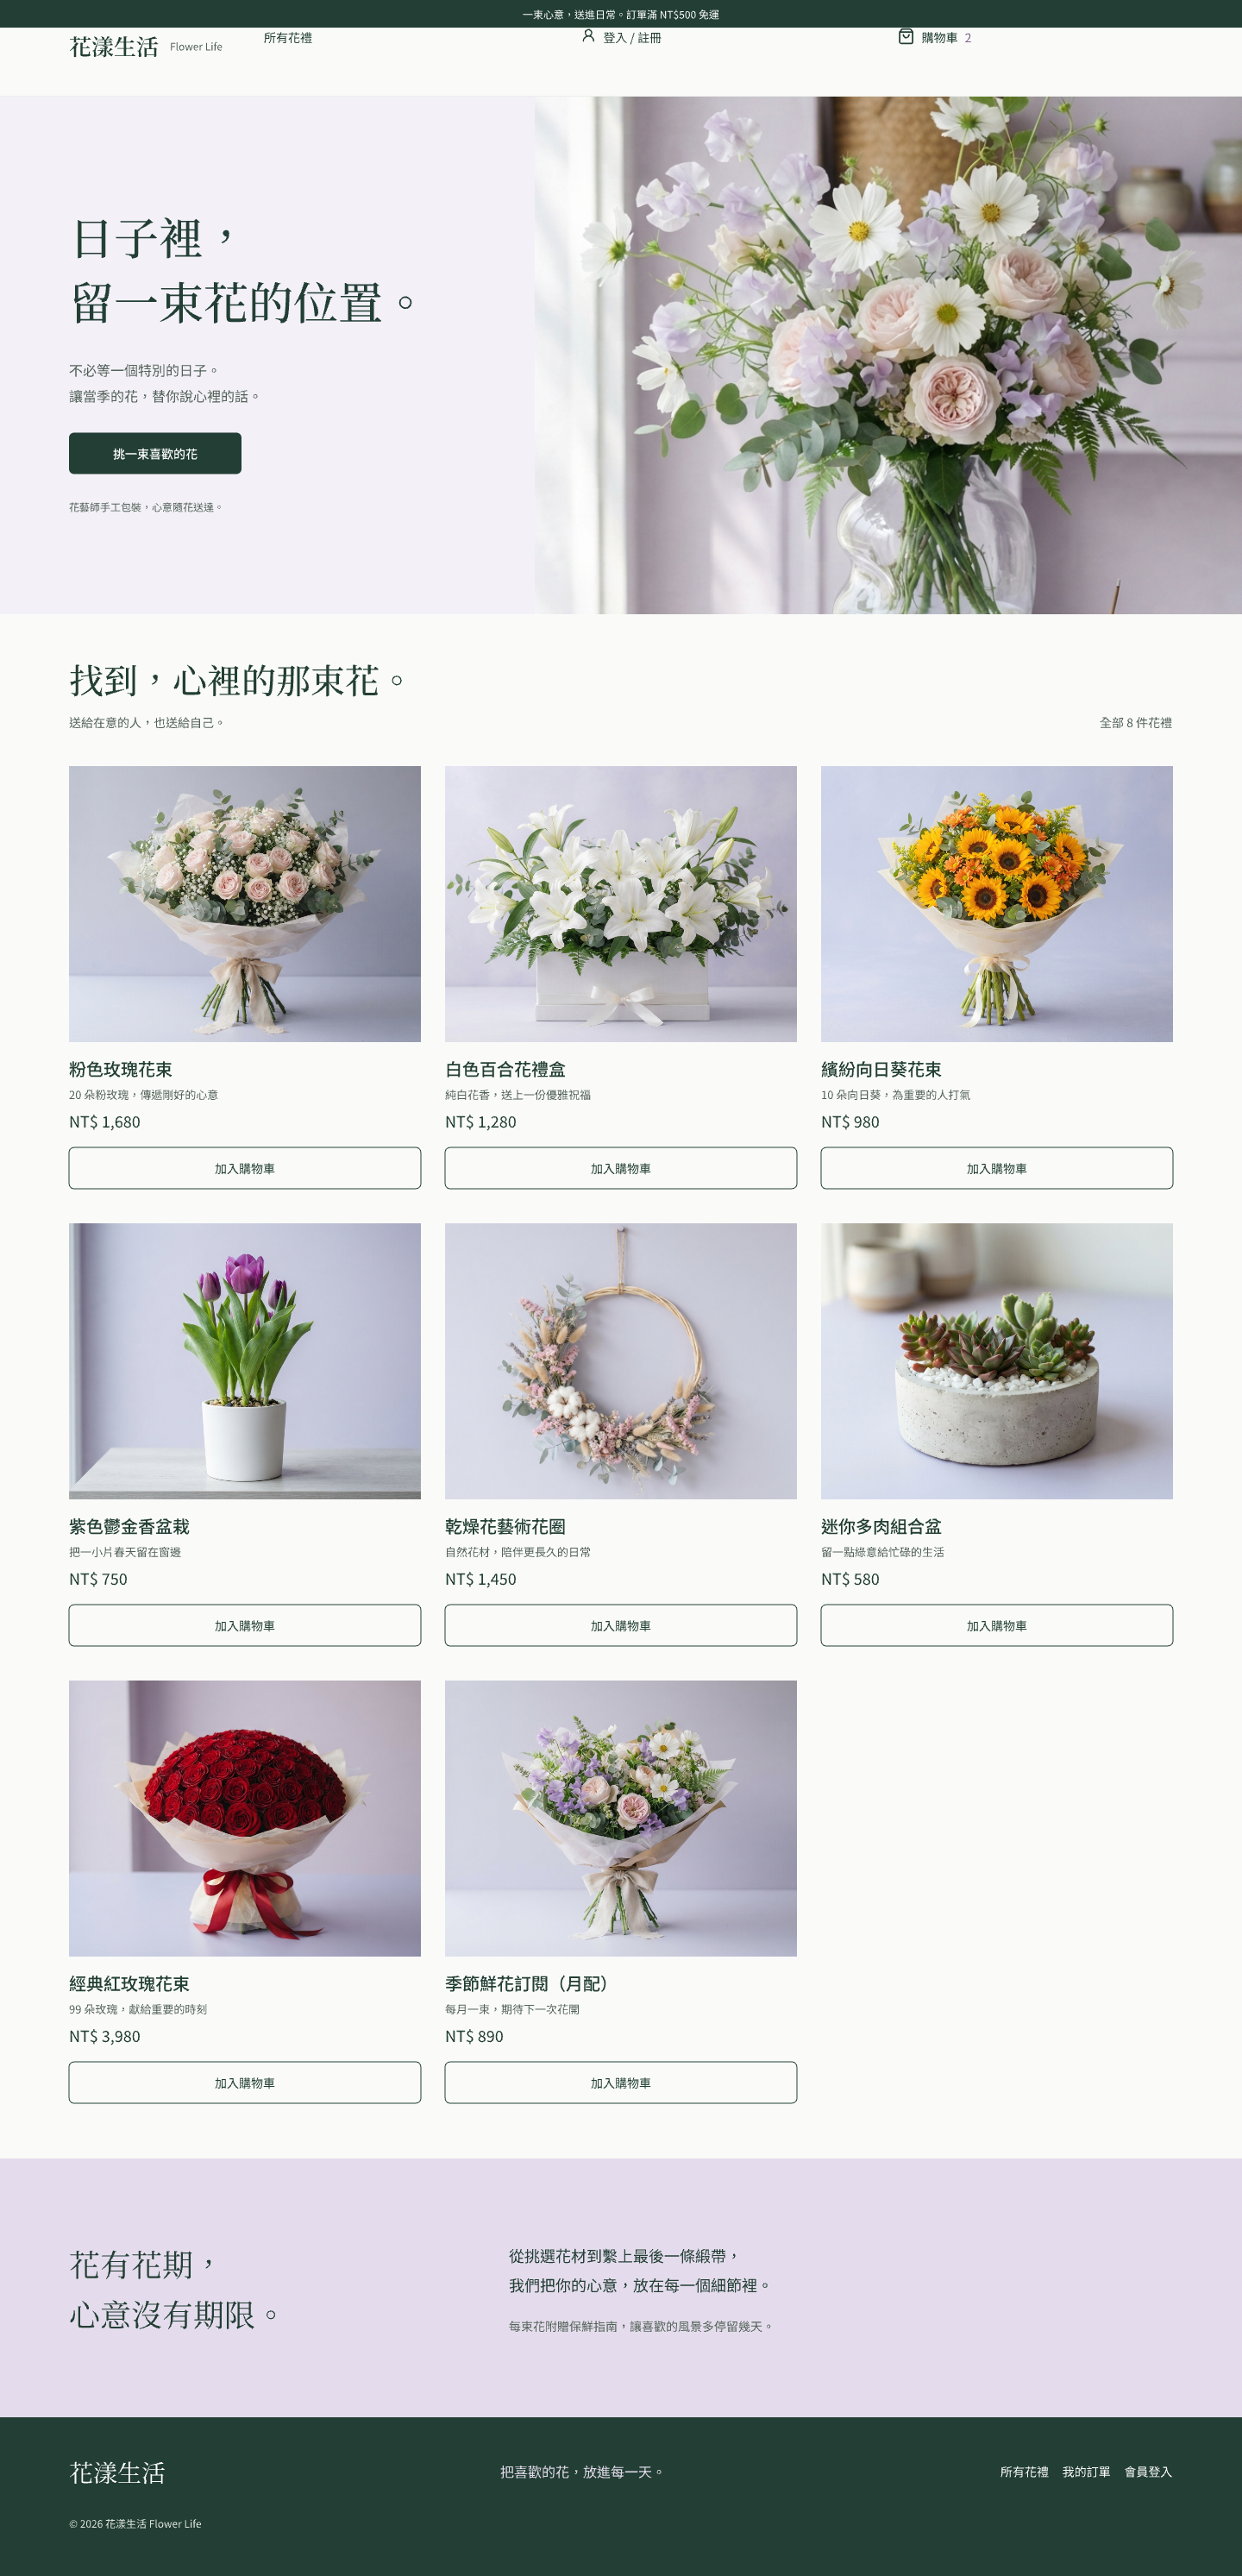 一束心意,送進日常。訂單滿 NT$500 免運
花漾生活 Flower Life 所有花禮 登入 / 註冊 購物車 2
日子裡,
留一束花的位置。
不必等一個特別的日子。
讓當季的花,替你說心裡的話。
挑一束喜歡的花
花藝師手工包裝,心意隨花送達。
找到,心裡的那束花。
送給在意的人,也送給自己。 全部 8 件花禮
粉色玫瑰花束
20 朵粉玫瑰,傳遞剛好的心意
NT$ 1,680
加入購物車
白色百合花禮盒
純白花香,送上一份優雅祝福
NT$ 1,280
加入購物車
繽紛向日葵花束
10 朵向日葵,為重要的人打氣
NT$ 980
加入購物車
紫色鬱金香盆栽
把一小片春天留在窗邊
NT$ 750
加入購物車
乾燥花藝術花圈
自然花材,陪伴更長久的日常
NT$ 1,450
加入購物車
迷你多肉組合盆
留一點綠意給忙碌的生活
NT$ 580
加入購物車
經典紅玫瑰花束
99 朵玫瑰,獻給重要的時刻
NT$ 3,980
加入購物車
季節鮮花訂閱(月配)
每月一束,期待下一次花開
NT$ 890
加入購物車
花有花期,
心意沒有期限。
從挑選花材到繫上最後一條緞帶,
我們把你的心意,放在每一個細節裡。
每束花附贈保鮮指南,讓喜歡的風景多停留幾天。
花漾生活
把喜歡的花,放進每一天。
所有花禮 我的訂單 會員登入
© 2026 花漾生活 Flower Life